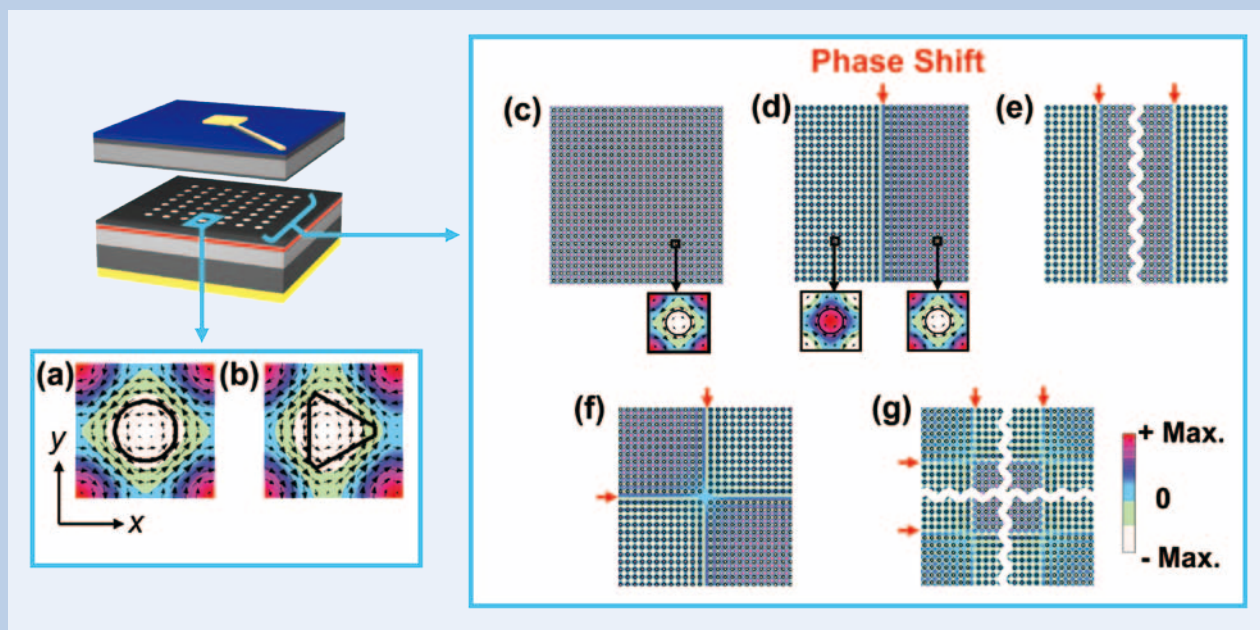 Phase Shift
(c)
(d)
(e)
(a)
(b)
y
x
(f)
(g)
+ Max.
0
- Max.